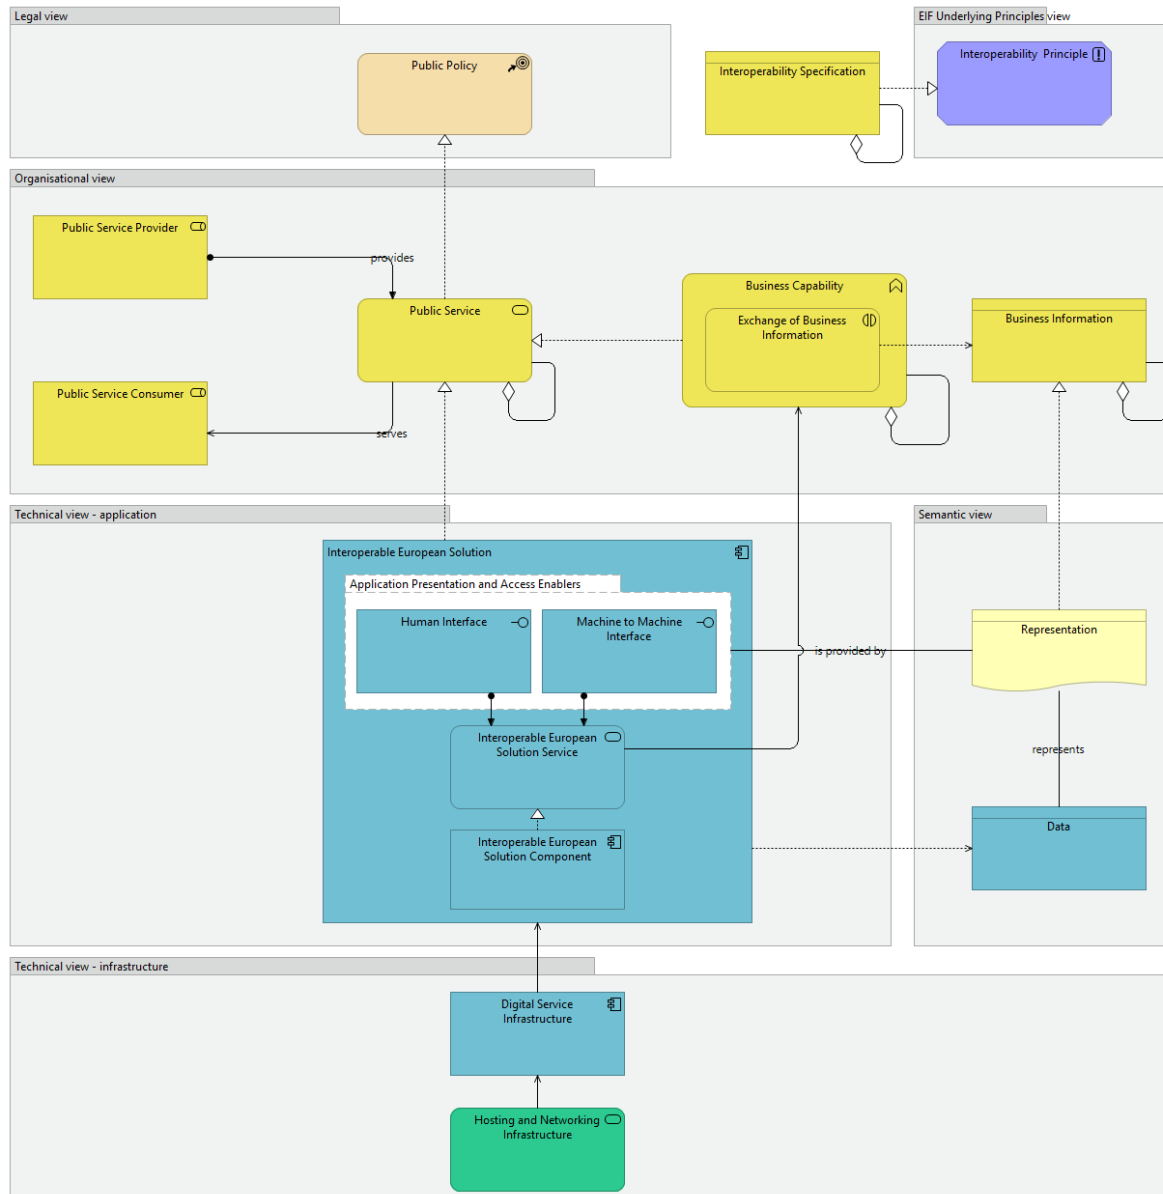 Legal view
EIF Underlying Principles view
Public Policy
Interoperability Specification
Interoperability Principle
Organisational view
Public Service Provider
provides
Public Service
Business Capability
Exchange of Business
Information
Business Information
Public Service Consumer
serves
Technical view - application
Semantic view
Interoperable European Solution
Application Presentation and Access Enablers
Human Interface
Machine to Machine
Interface
Representation
is provided by
Interoperable European
Solution Service
represents
Interoperable European
Solution Component
Data
Technical view - infrastructure
Digital Service
Infrastructure
Hosting and Networking
Infrastructure